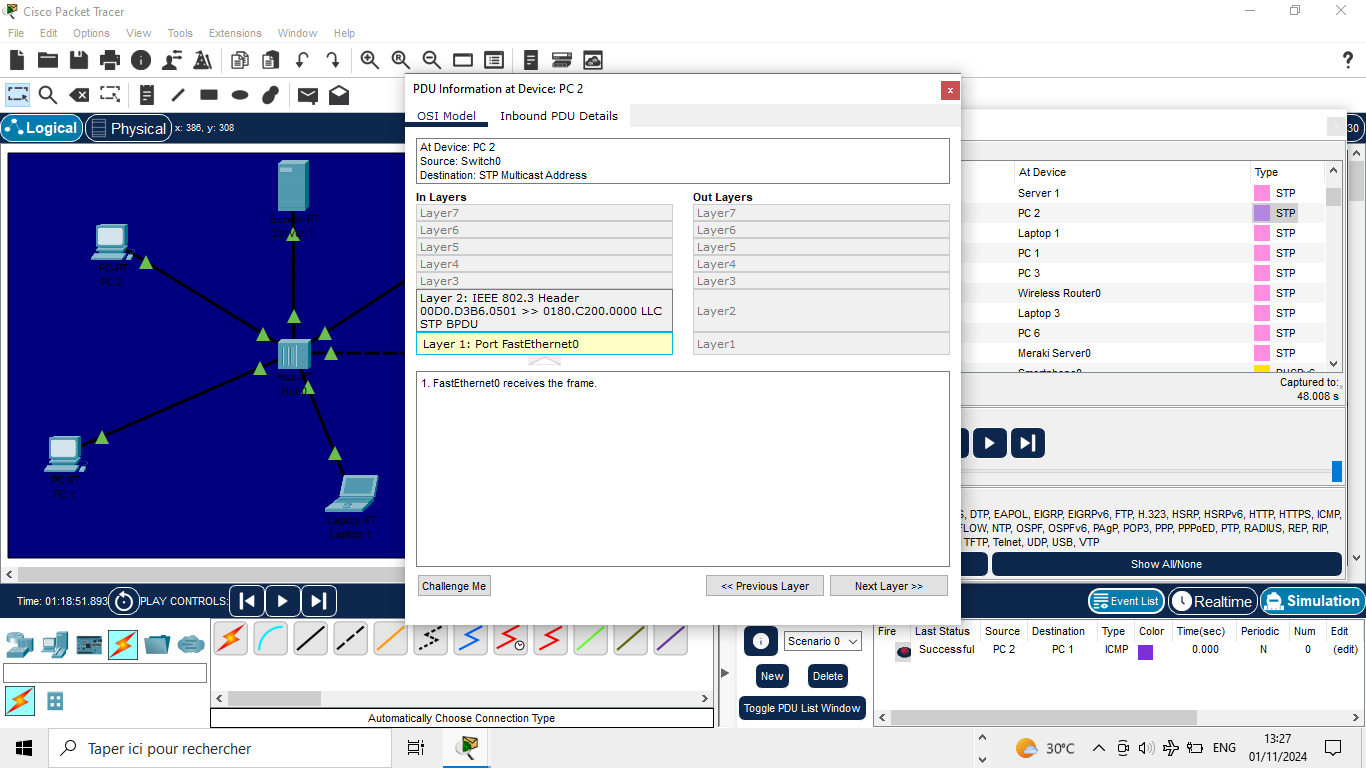 Cisco Packet Tracer
File Edit Options View Tools Extensions Window Help
?
Logical Physical x: 386, y: 308
PC-PT
PC 2
Server-PT
Server 1
Hub-PT
Hub0
PC-PT
PC 1
Laptop-PT
Laptop 1
PDU Information at Device: PC 2
x
OSI Model Inbound PDU Details
At Device: PC 2
Source: Switch0
Destination: STP Multicast Address
In Layers Out Layers
Layer7 Layer7
Layer6 Layer6
Layer5 Layer5
Layer4 Layer4
Layer3 Layer3
Layer 2: IEEE 802.3 Header
00D0.D3B6.0501 >> 0180.C200.0000 LLC
STP BPDU
Layer2
Layer 1: Port FastEthernet0 Layer1
1. FastEthernet0 receives the frame.
Challenge Me << Previous Layer Next Layer >>
30
At Device Type
Server 1 STP
PC 2 STP
Laptop 1 STP
PC 1 STP
PC 3 STP
Wireless Router0 STP
Laptop 3 STP
PC 6 STP
Meraki Server0 STP
Smartphone0 DHCPv6
Captured to:
48.008 s
S, DTP, EAPOL, EIGRP, EIGRPv6, FTP, H.323, HSRP, HSRPv6, HTTP, HTTPS, ICMP,
FLOW, NTP, OSPF, OSPFv6, PAgP, POP3, PPP, PPPoED, PTP, RADIUS, REP, RIP,
TFTP, Telnet, UDP, USB, VTP
Show All/None
Time: 01:18:51.893 PLAY CONTROLS: Event List Realtime Simulation
Automatically Choose Connection Type
Scenario 0
New Delete
Toggle PDU List Window
Fire Last Status Source Destination Type Color Time(sec) Periodic Num Edit
Successful PC 2 PC 1 ICMP 0.000 N 0 (edit)
Taper ici pour rechercher
30°C ENG 13:27
01/11/2024